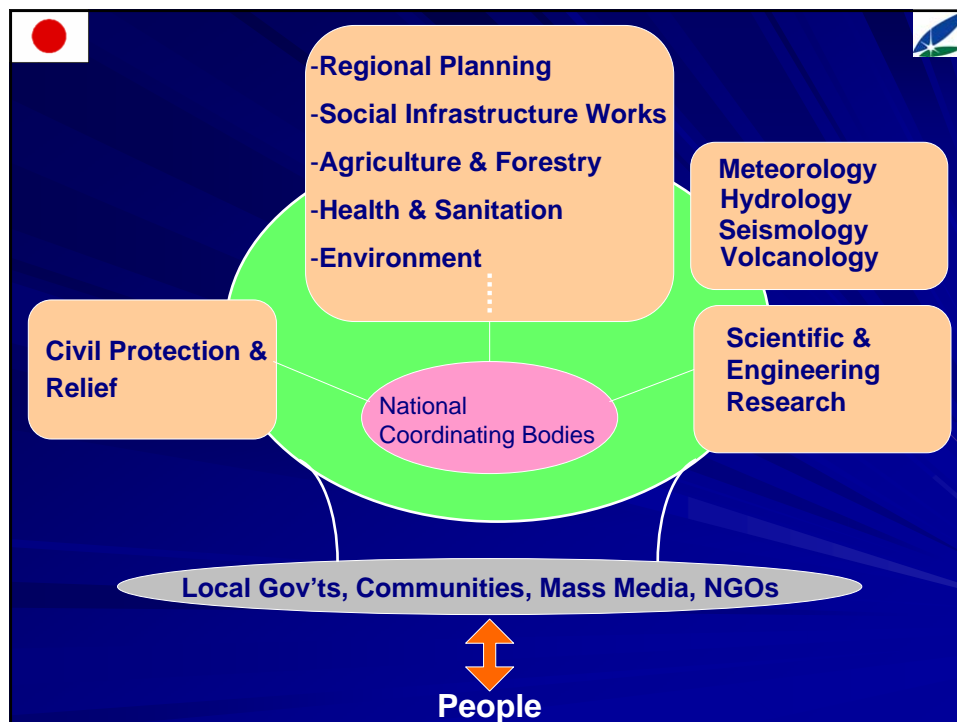 -Regional Planning
-Social Infrastructure Works
-Agriculture & Forestry
-Health & Sanitation
-Environment
Meteorology
Hydrology
Seismology
Volcanology
Civil Protection &
Relief
Scientific &
Engineering
Research
National
Coordinating Bodies
Local Gov’ts, Communities, Mass Media, NGOs
People